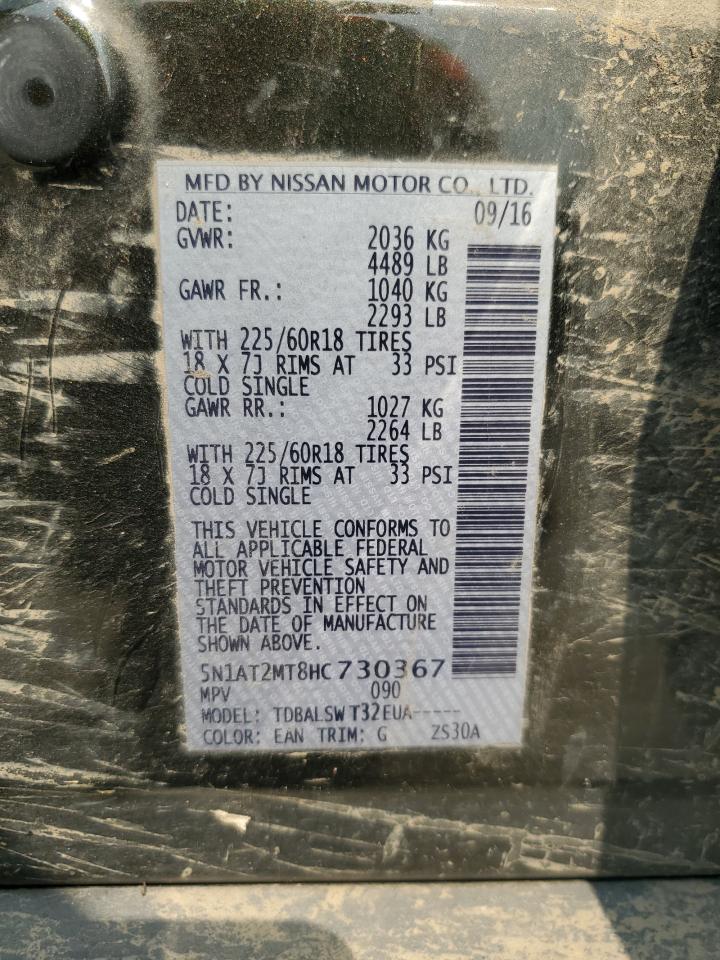 MFD BY NISSAN MOTOR CO., LTD.
DATE: 09/16
GVWR: 2036 KG
4489 LB
GAWR FR.: 1040 KG
2293 LB
WITH 225/60R18 TIRES
18 X 7J RIMS AT 33 PSI
COLD SINGLE
GAWR RR.: 1027 KG
2264 LB
WITH 225/60R18 TIRES
18 X 7J RIMS AT 33 PSI
COLD SINGLE
THIS VEHICLE CONFORMS TO
ALL APPLICABLE FEDERAL
MOTOR VEHICLE SAFETY AND
THEFT PREVENTION
STANDARDS IN EFFECT ON
THE DATE OF MANUFACTURE
SHOWN ABOVE.
5N1AT2MT8HC730367
MPV 090
MODEL: TDBALSW T32EUA-----
COLOR: EAN TRIM: G ZS30A